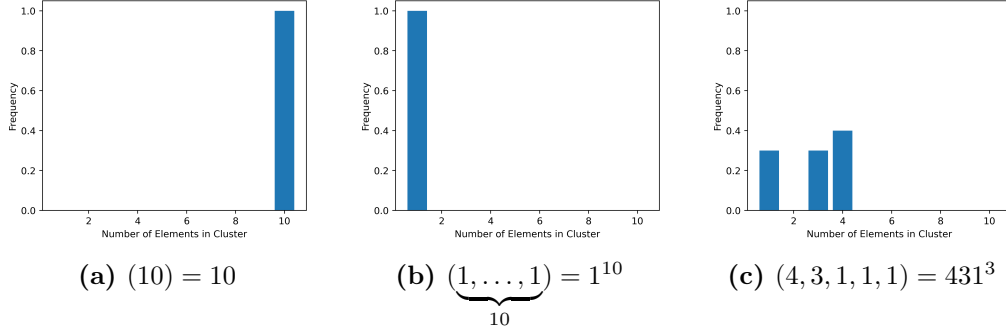 1.0
0.8
0.6
0.4
0.2
0.0
Frequency
2 4 6 8 10
Number of Elements in Cluster
(a) (10) = 10
1.0
0.8
0.6
0.4
0.2
0.0
Frequency
2 4 6 8 10
Number of Elements in Cluster
(b) (1, . . . , 1) = 1¹⁰
10
1.0
0.8
0.6
0.4
0.2
0.0
Frequency
2 4 6 8 10
Number of Elements in Cluster
(c) (4, 3, 1, 1, 1) = 431³